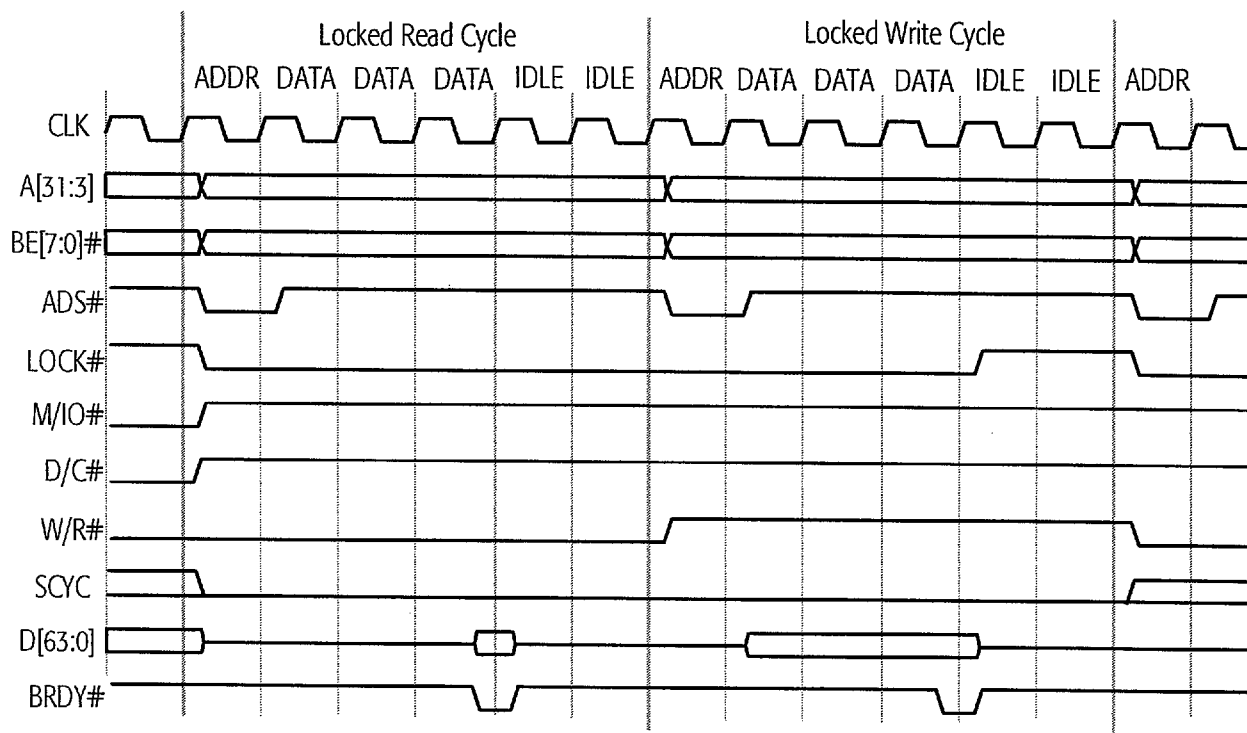 Locked Read Cycle Locked Write Cycle
ADDR DATA DATA DATA IDLE IDLE ADDR DATA DATA DATA IDLE IDLE ADDR
CLK
A[31:3]
BE[7:0]#
ADS#
LOCK#
M/IO#
D/C#
W/R#
SCYC
D[63:0]
BRDY#